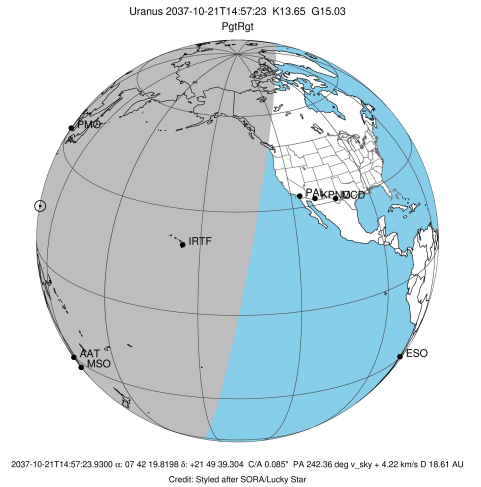 Uranus 2037-10-21T14:57:23 K13.65 G15.03
PgtRgt
PMO
PAL
KPNO
MCD
IRTF
AAT
MSO
ESO
2037-10-21T14:57:23.9300 α: 07 42 19.8198 δ: +21 49 39.304 C/A 0.085" PA 242.36 deg v_sky + 4.22 km/s D 18.61 AU
Credit: Styled after SORA/Lucky Star